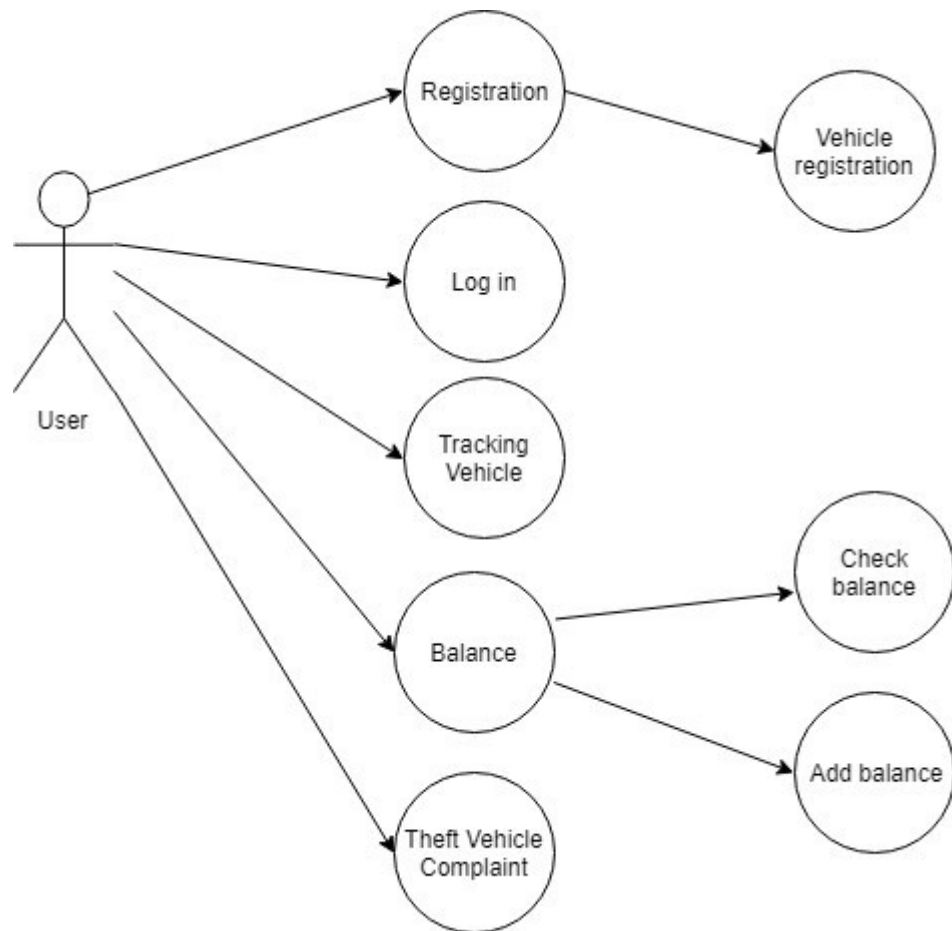 Registration
Vehicle
registration
Log in
User
Tracking
Vehicle
Check
balance
Balance
Add balance
Theft Vehicle
Complaint